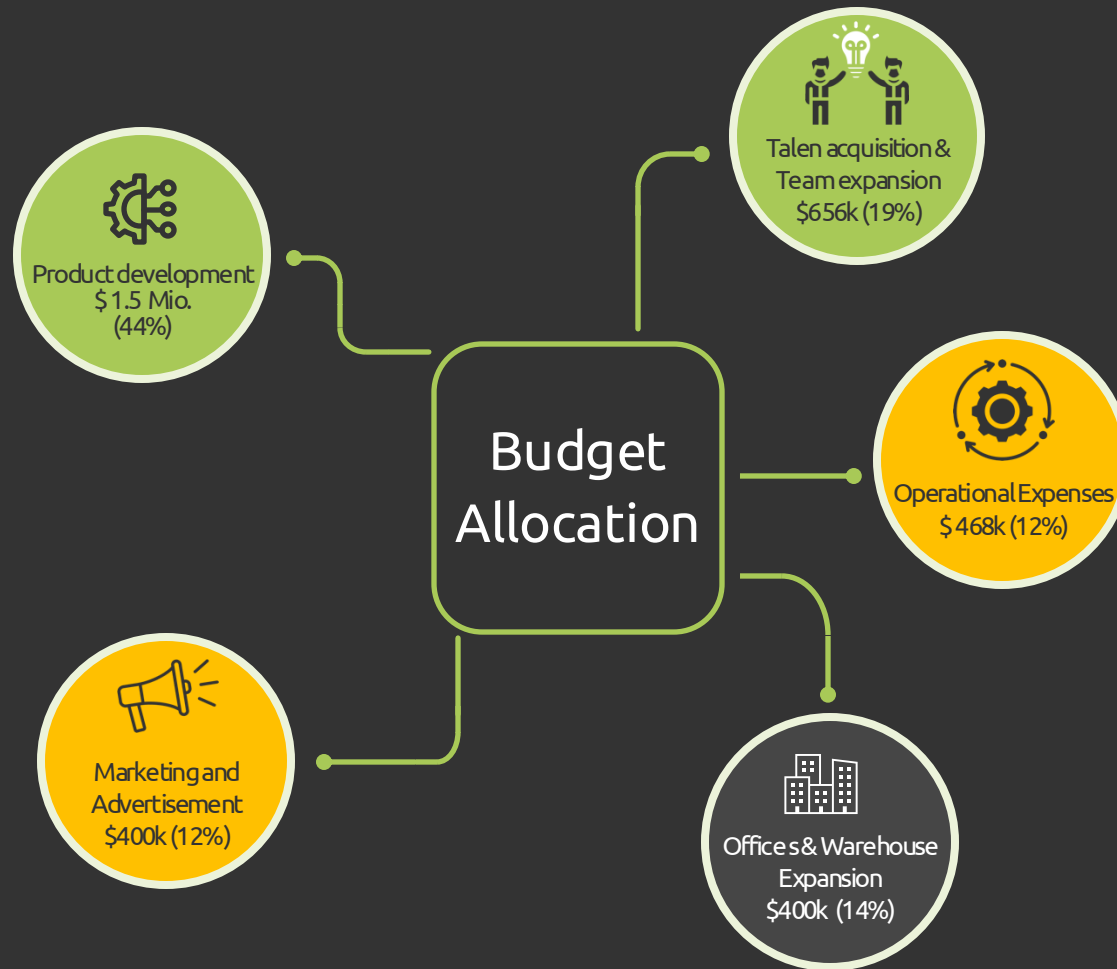 Talen acquisition &
Team expansion
$656k (19%)
Product development
$ 1.5 Mio.
(44%)
Budget
Allocation
Operational Expenses
$ 468k (12%)
Marketing and
Advertisement
$400k (12%)
Offices & Warehouse
Expansion
$400k (14%)